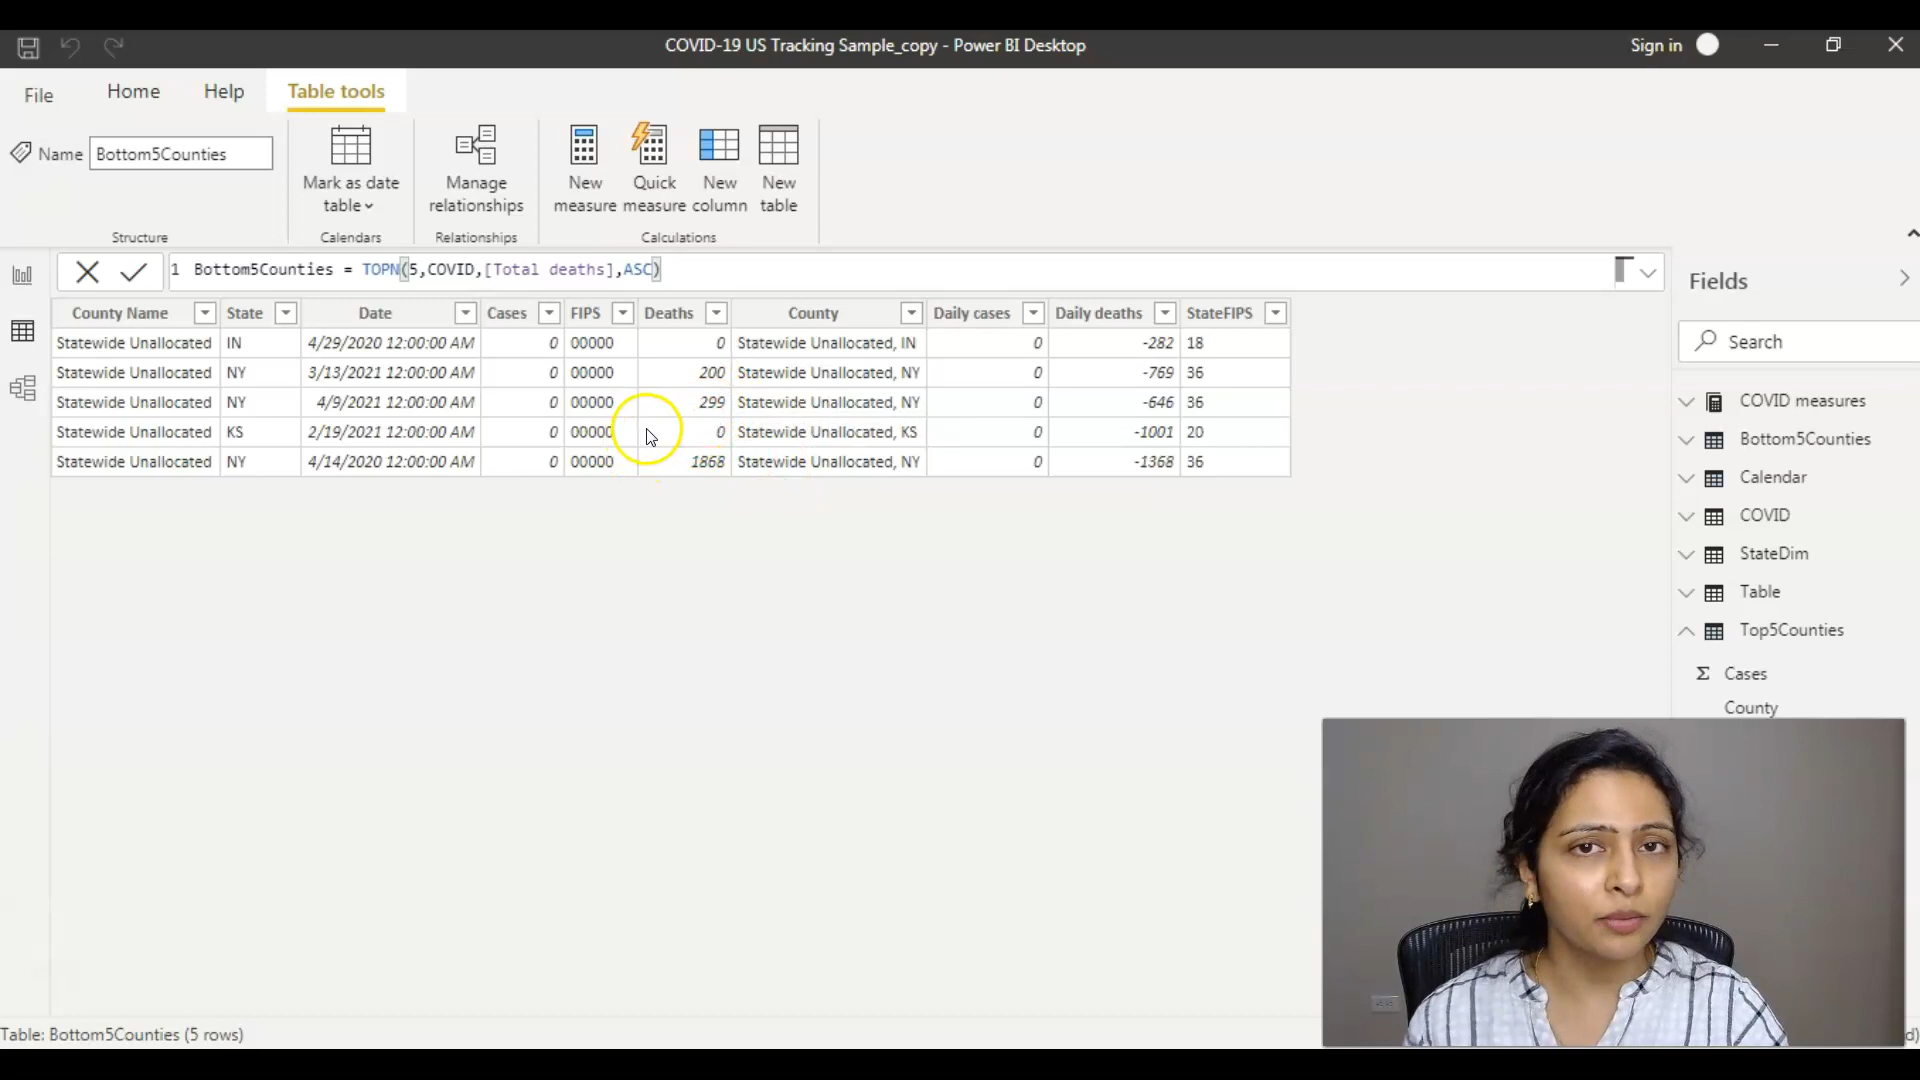 COVID-19 US Tracking Sample_copy - Power BI Desktop
Sign in
File Home Help Table tools
Name Bottom5Counties
Mark as date table
Manage relationships
New measure
Quick measure
New column
New table
Structure Calendars Relationships Calculations
1 Bottom5Counties = TOPN(5,COVID,[Total deaths],ASC)
County Name State Date Cases FIPS Deaths County Daily cases Daily deaths StateFIPS
Statewide Unallocated IN 4/29/2020 12:00:00 AM 0 00000 0 Statewide Unallocated, IN 0 -282 18
Statewide Unallocated NY 3/13/2021 12:00:00 AM 0 00000 200 Statewide Unallocated, NY 0 -769 36
Statewide Unallocated NY 4/9/2021 12:00:00 AM 0 00000 299 Statewide Unallocated, NY 0 -646 36
Statewide Unallocated KS 2/19/2021 12:00:00 AM 0 00000 0 Statewide Unallocated, KS 0 -1001 20
Statewide Unallocated NY 4/14/2020 12:00:00 AM 0 00000 1868 Statewide Unallocated, NY 0 -1368 36
Fields
Search
COVID measures
Bottom5Counties
Calendar
COVID
StateDim
Table
Top5Counties
Σ Cases
County
Table: Bottom5Counties (5 rows)
d)